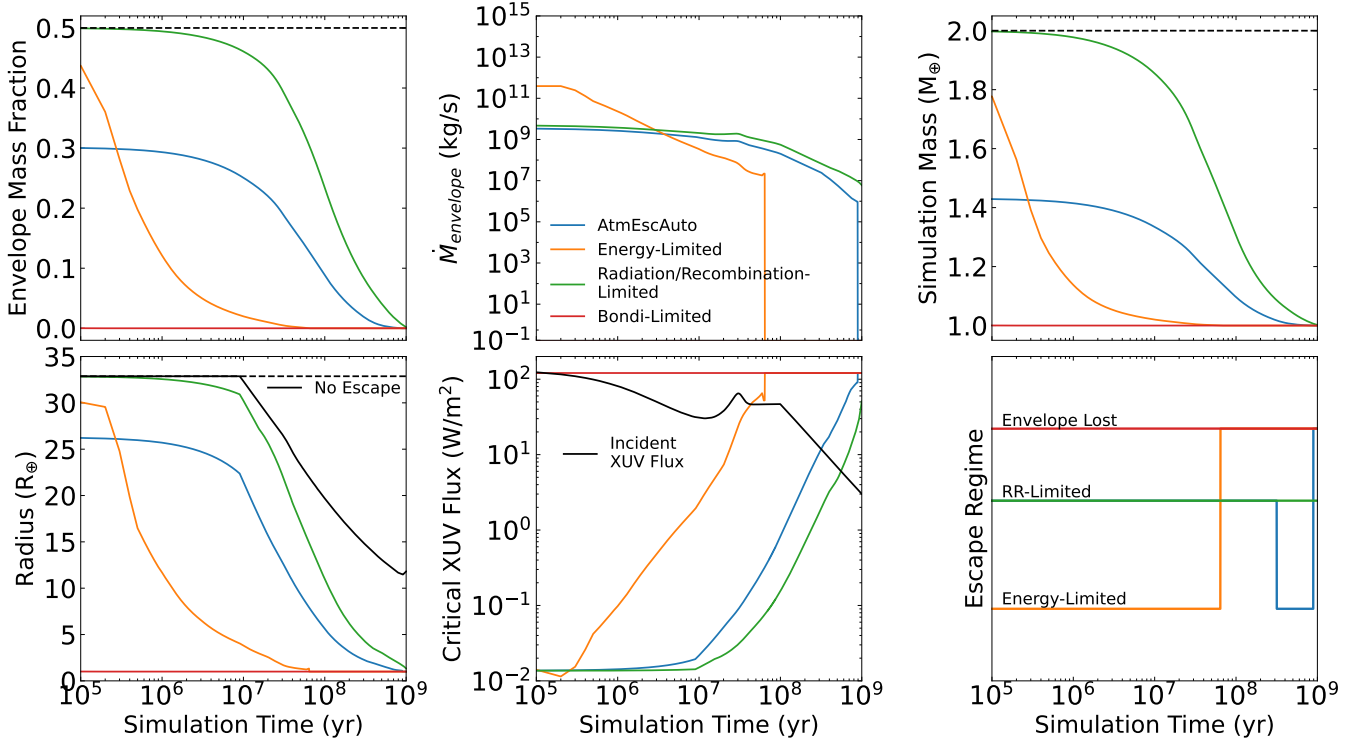 Envelope Mass Fraction
0.5
0.4
0.3
0.2
0.1
0.0
Ṁ_envelope (kg/s)
10^15
10^13
10^11
10^9
10^7
10^5
10^3
10^1
10^−1
AtmEscAuto
Energy-Limited
Radiation/Recombination-
Limited
Bondi-Limited
Simulation Mass (M⊕)
2.0
1.8
1.6
1.4
1.2
1.0
Radius (R⊕)
35
30
25
20
15
10
5
0
No Escape
10^5 10^6 10^7 10^8 10^9
Simulation Time (yr)
Critical XUV Flux (W/m^2)
10^2
10^1
10^0
10^−1
10^−2
Incident
XUV Flux
10^5 10^6 10^7 10^8 10^9
Simulation Time (yr)
Escape Regime
Envelope Lost
RR-Limited
Energy-Limited
10^5 10^6 10^7 10^8 10^9
Simulation Time (yr)